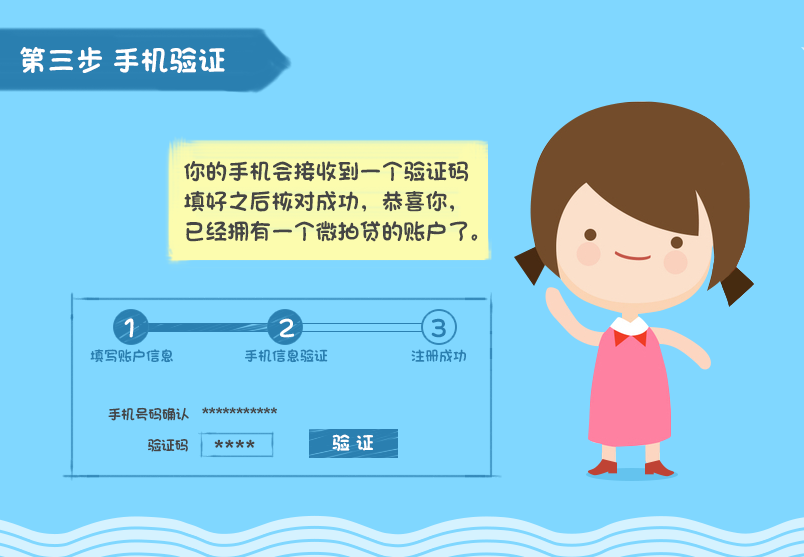 第三步 手机验证
你的手机会接收到一个验证码
填好之后核对成功，恭喜你，
已经拥有一个微拍贷的账户了。
1 2 3
填写账户信息 手机信息验证 注册成功
手机号码确认 ***********
验证码 **** 验 证